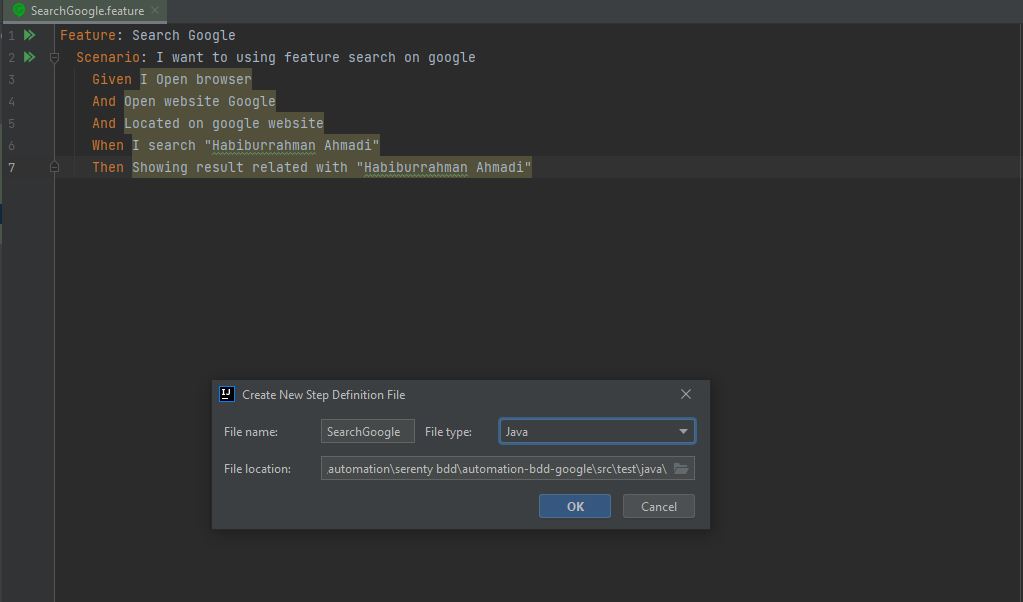 SearchGoogle.feature
1 Feature: Search Google
2 Scenario: I want to using feature search on google
3 Given I Open browser
4 And Open website Google
5 And Located on google website
6 When I search "Habiburrahman Ahmadi"
7 Then Showing result related with "Habiburrahman Ahmadi"
IJ Create New Step Definition File
File name: SearchGoogle File type: Java
File location: .automation\serenty bdd\automation-bdd-google\src\test\java\
OK Cancel